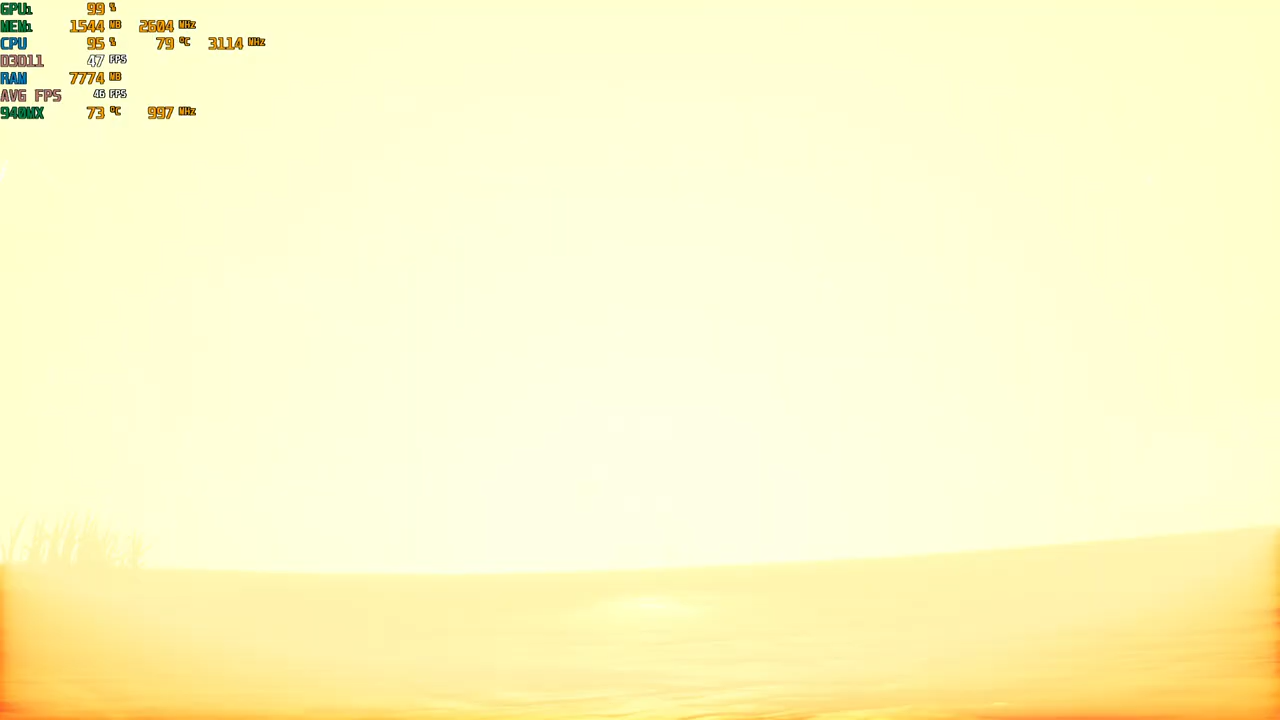 GPU1 99 %
MEM1 1544 MB 2604 MHz
CPU 95 % 79 °C 3114 MHz
D3D11 47 FPS
RAM 7774 MB
AVG FPS 46 FPS
940MX 73 °C 997 MHz